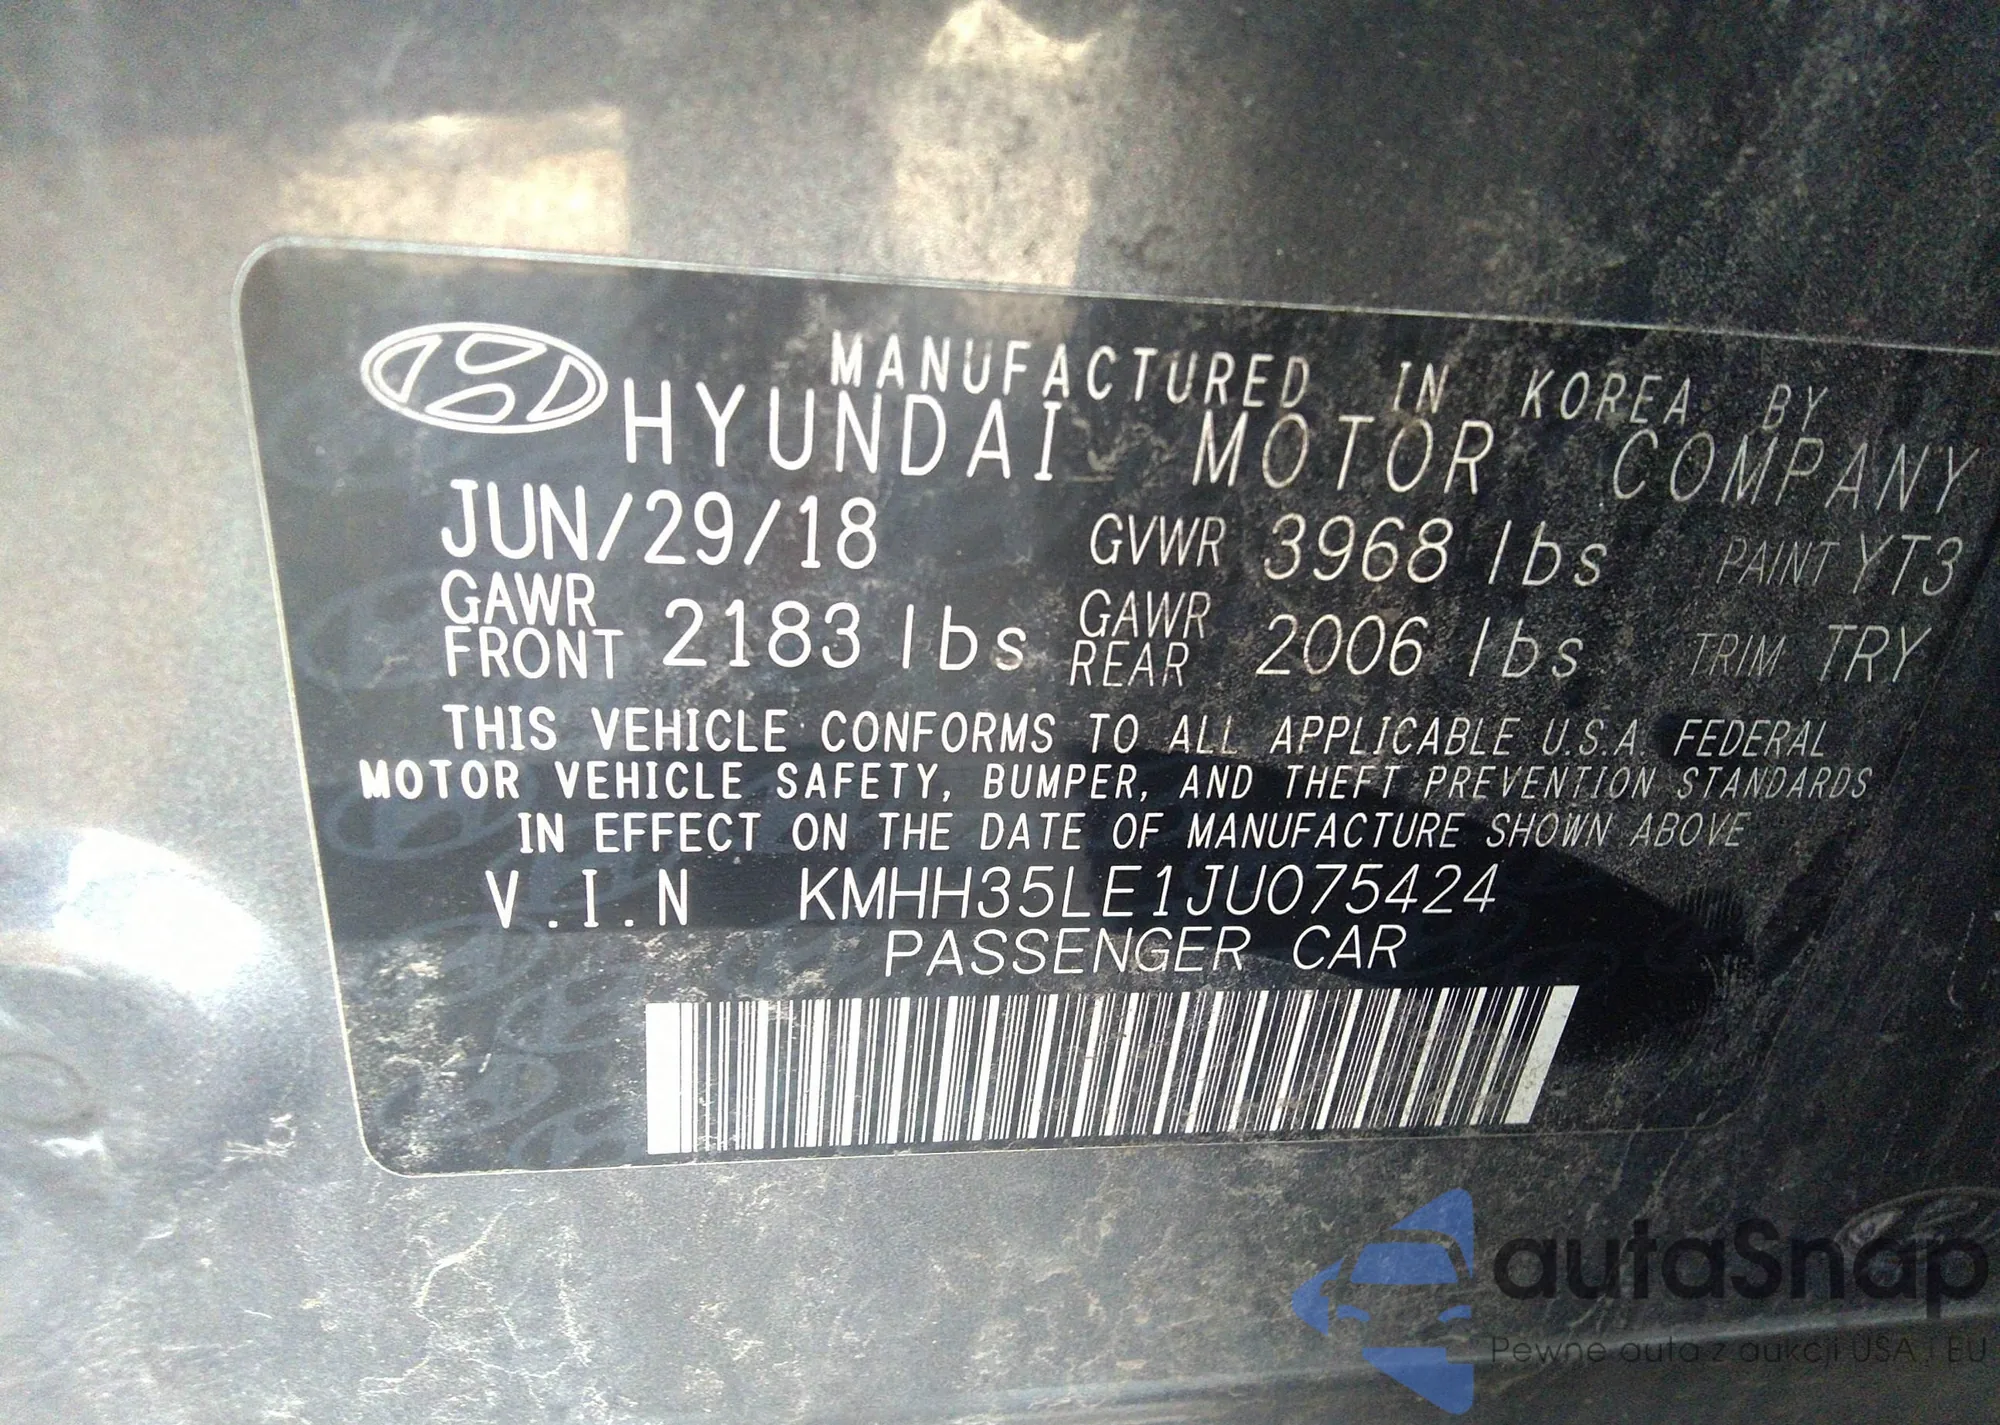 MANUFACTURED IN KOREA BY
HYUNDAI MOTOR COMPANY
JUN/29/18 GVWR 3968 lbs PAINT YT3
GAWR FRONT 2183 lbs GAWR REAR 2006 lbs TRIM TRY
THIS VEHICLE CONFORMS TO ALL APPLICABLE U.S.A. FEDERAL
MOTOR VEHICLE SAFETY, BUMPER, AND THEFT PREVENTION STANDARDS
IN EFFECT ON THE DATE OF MANUFACTURE SHOWN ABOVE
V.I.N KMHH35LE1JU075424
PASSENGER CAR
autaSnap
Pewne auta z aukcji USA i EU